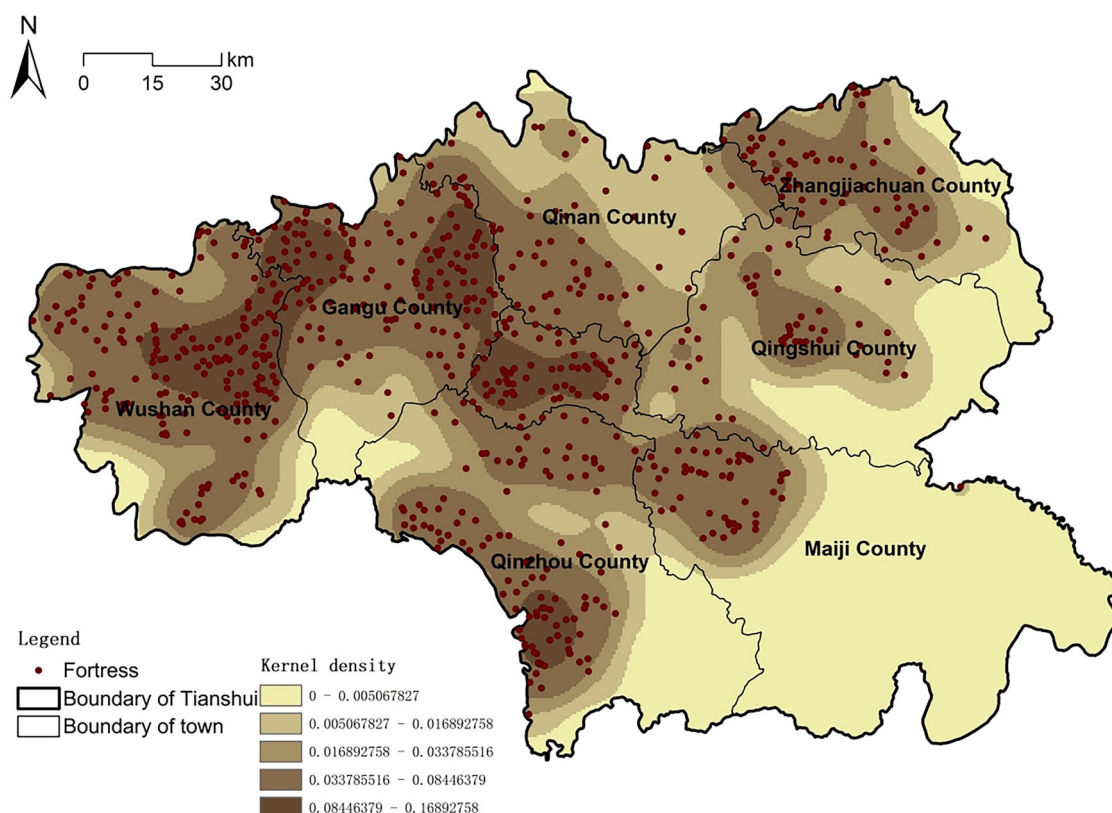 N
km
0 15 30
Zhangjiachuan County
Qinan County
Gangu County
Qingshui County
Wushan County
Maiji County
Qinzhou County
Legend
Fortress
Boundary of Tianshui
Boundary of town
Kernel density
0 - 0.005067827
0.005067827 - 0.016892758
0.016892758 - 0.033785516
0.033785516 - 0.08446379
0.08446379 - 0.16892758